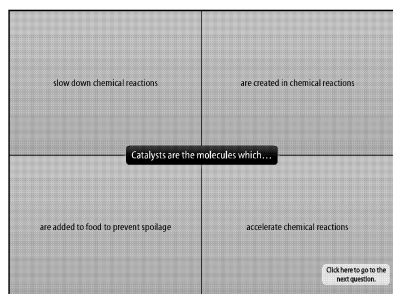 slow down chemical reactions
are created in chemical reactions
Catalysts are the molecules which...
are added to food to prevent spoilage
accelerate chemical reactions
Click here to go to the
next question.